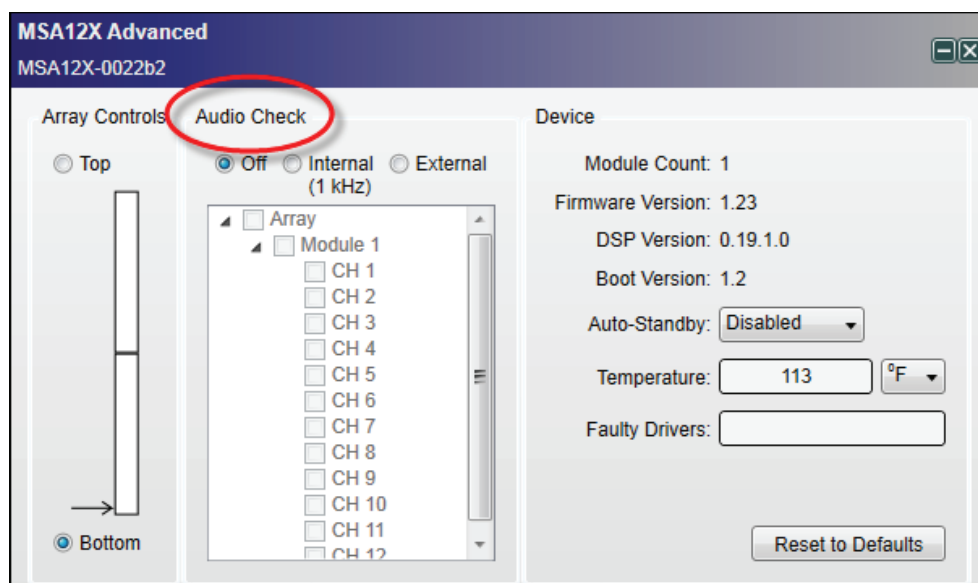 MSA12X Advanced
MSA12X-0022b2
Array Controls
Top
Bottom
Audio Check
Off Internal External
(1 kHz)
Array
Module 1
CH 1
CH 2
CH 3
CH 4
CH 5
CH 6
CH 7
CH 8
CH 9
CH 10
CH 11
CH 12
Device
Module Count: 1
Firmware Version: 1.23
DSP Version: 0.19.1.0
Boot Version: 1.2
Auto-Standby: Disabled
Temperature: 113 °F
Faulty Drivers:
Reset to Defaults